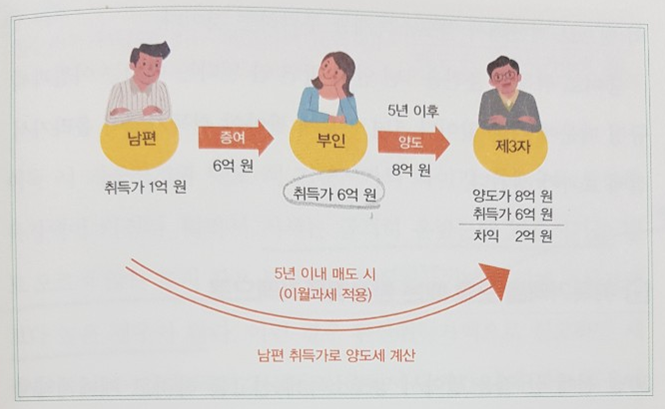 남편
증여
6억 원
부인
5년 이후
양도
8억 원
제3자
취득가 1억 원
취득가 6억 원
양도가 8억 원
취득가 6억 원
차익 2억 원
5년 이내 매도 시
(이월과세 적용)
남편 취득가로 양도세 계산